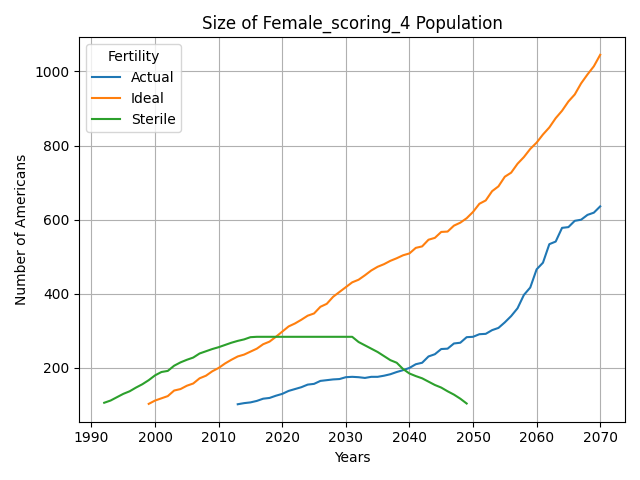 Size of Female_scoring_4 Population
Fertility
Actual
Ideal
Sterile
Number of Americans
1000
800
600
400
200
1990 2000 2010 2020 2030 2040 2050 2060 2070
Years